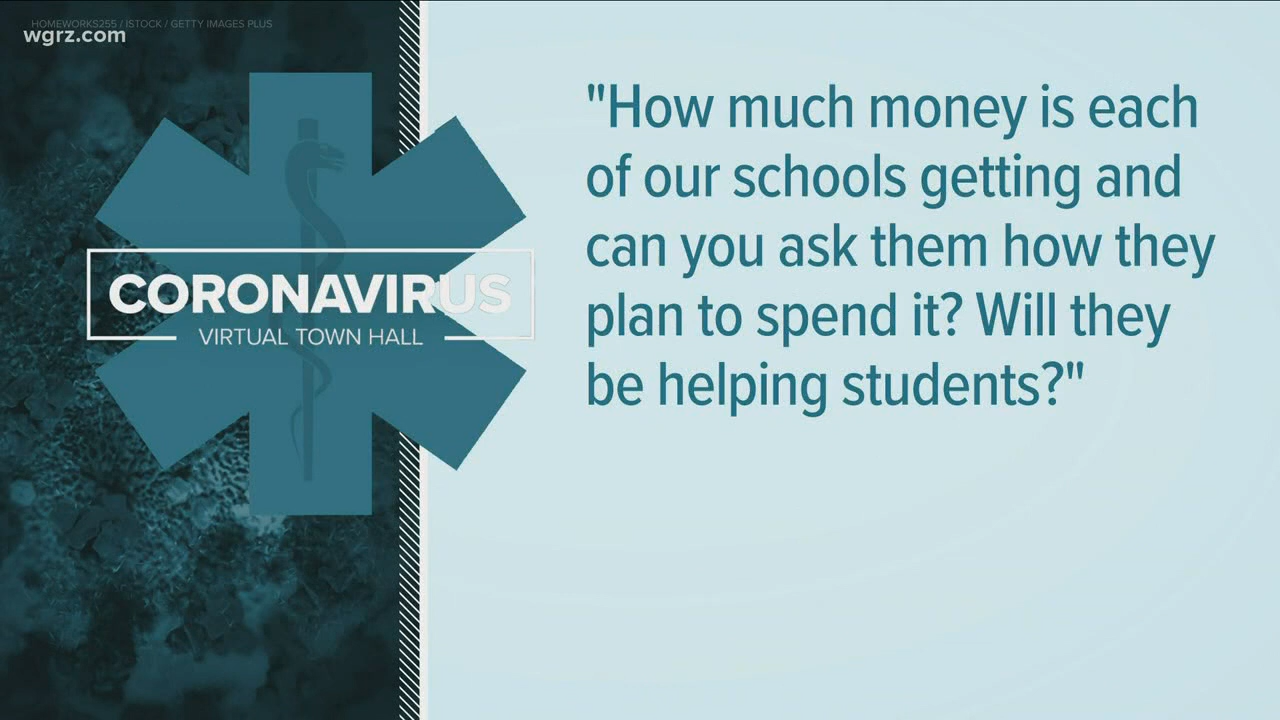 HOMEWORKS255 / ISTOCK / GETTY IMAGES PLUS
wgrz.com
CORONAVIRUS
VIRTUAL TOWN HALL
"How much money is each
of our schools getting and
can you ask them how they
plan to spend it? Will they
be helping students?"